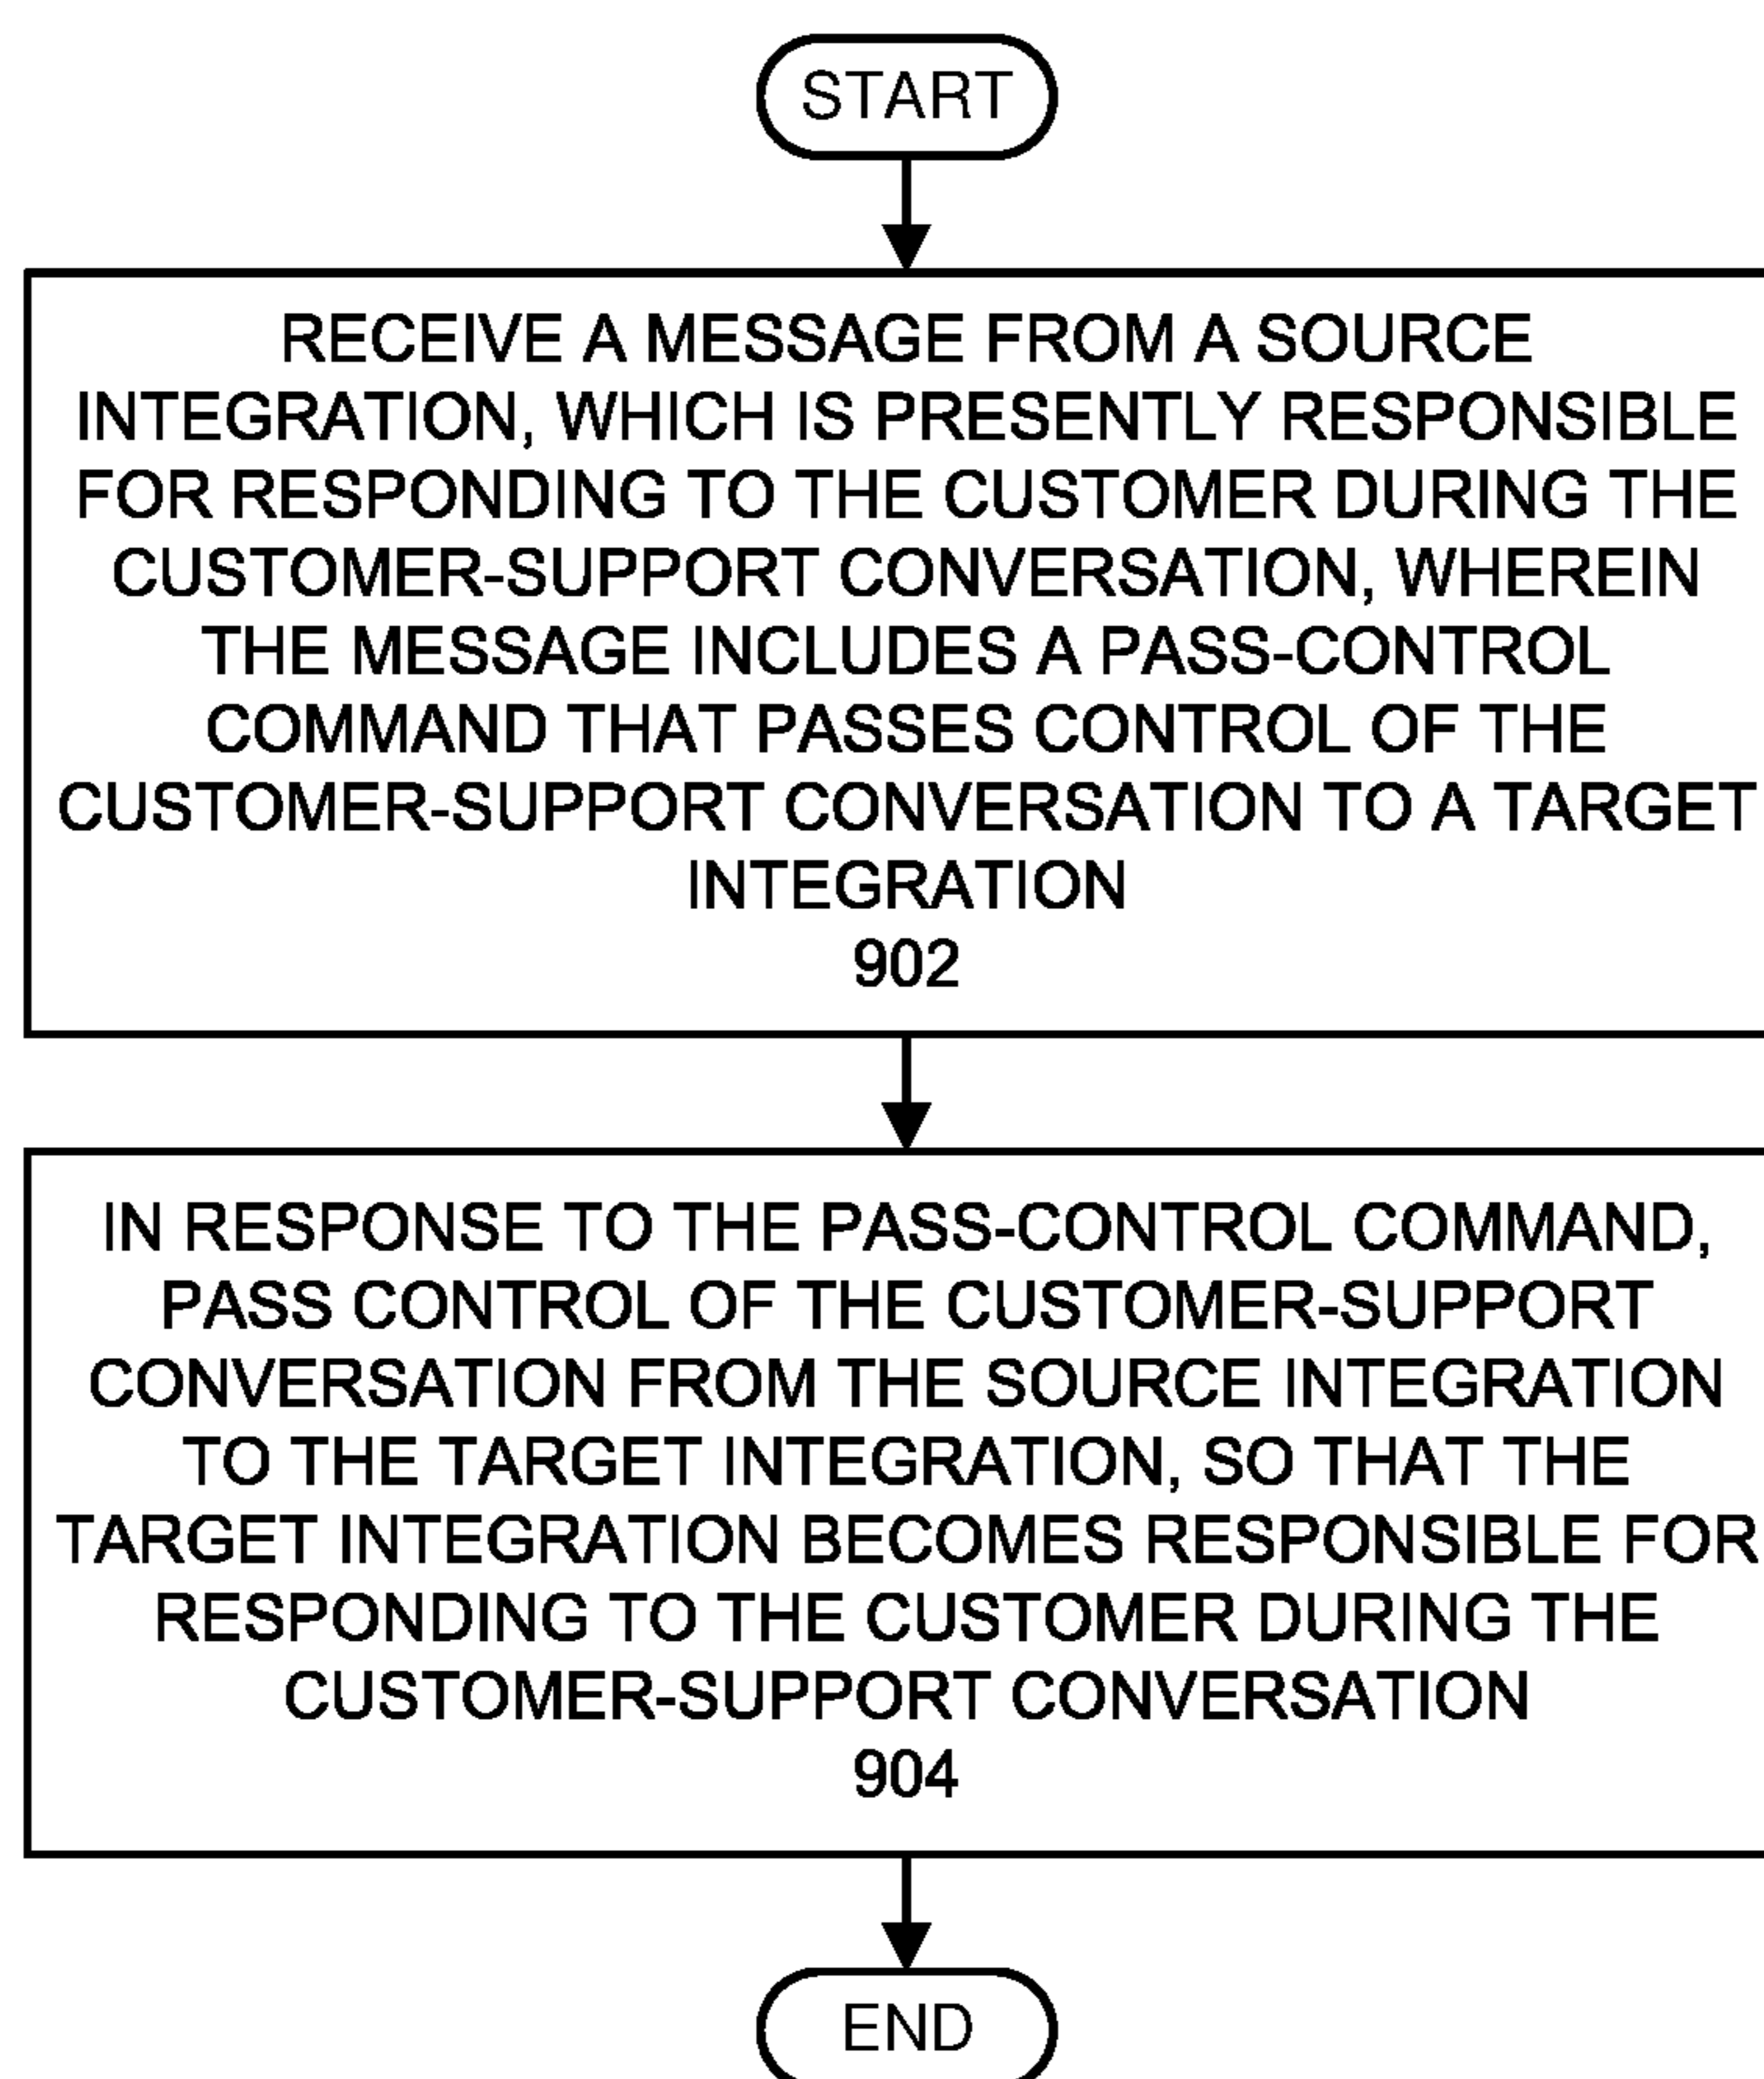 START
RECEIVE A MESSAGE FROM A SOURCE
INTEGRATION, WHICH IS PRESENTLY RESPONSIBLE
FOR RESPONDING TO THE CUSTOMER DURING THE
CUSTOMER-SUPPORT CONVERSATION, WHEREIN
THE MESSAGE INCLUDES A PASS-CONTROL
COMMAND THAT PASSES CONTROL OF THE
CUSTOMER-SUPPORT CONVERSATION TO A TARGET
INTEGRATION
902
IN RESPONSE TO THE PASS-CONTROL COMMAND,
PASS CONTROL OF THE CUSTOMER-SUPPORT
CONVERSATION FROM THE SOURCE INTEGRATION
TO THE TARGET INTEGRATION, SO THAT THE
TARGET INTEGRATION BECOMES RESPONSIBLE FOR
RESPONDING TO THE CUSTOMER DURING THE
CUSTOMER-SUPPORT CONVERSATION
904
END